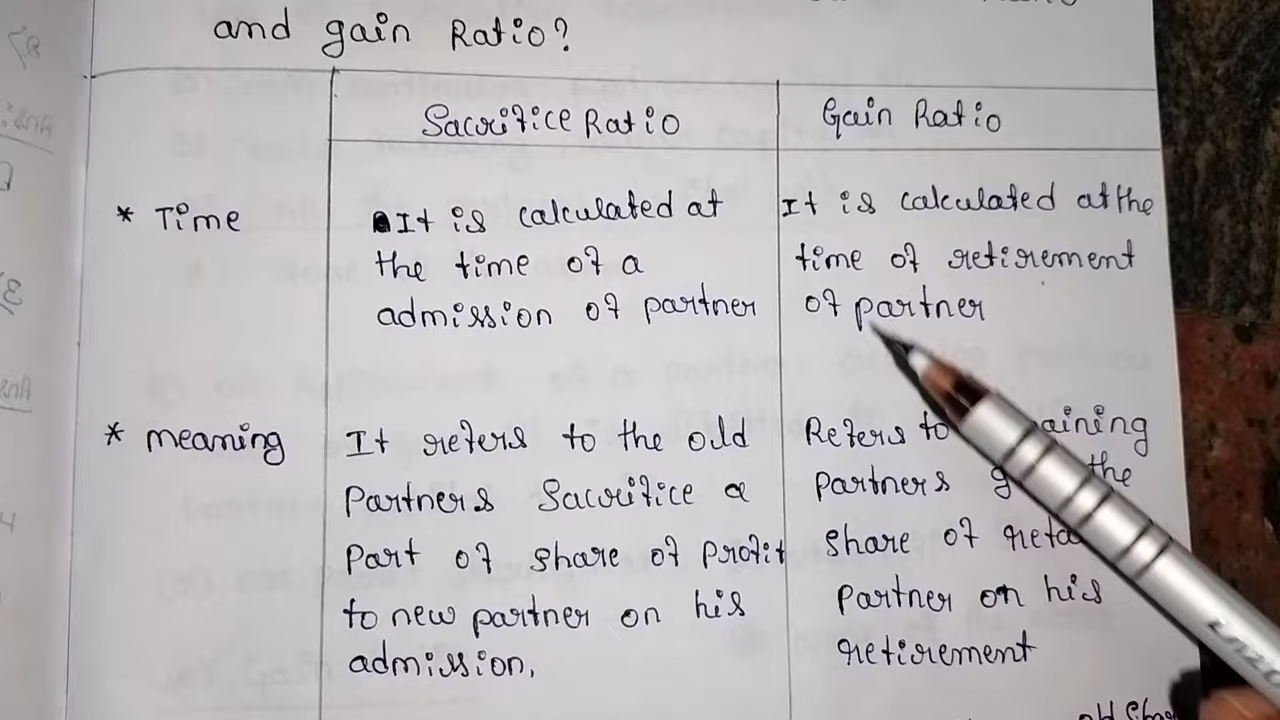 and gain Ratio?
Sacrifice Ratio
Gain Ratio
* Time
It is calculated at
the time of a
admission of partner
It is calculated at the
time of retirement
of partner
* meaning
It refers to the old
Partners Sacrifice a
Part of share of Profit
to new partner on his
admission.
Refers to
partners the
share of
Partner on his
retirement